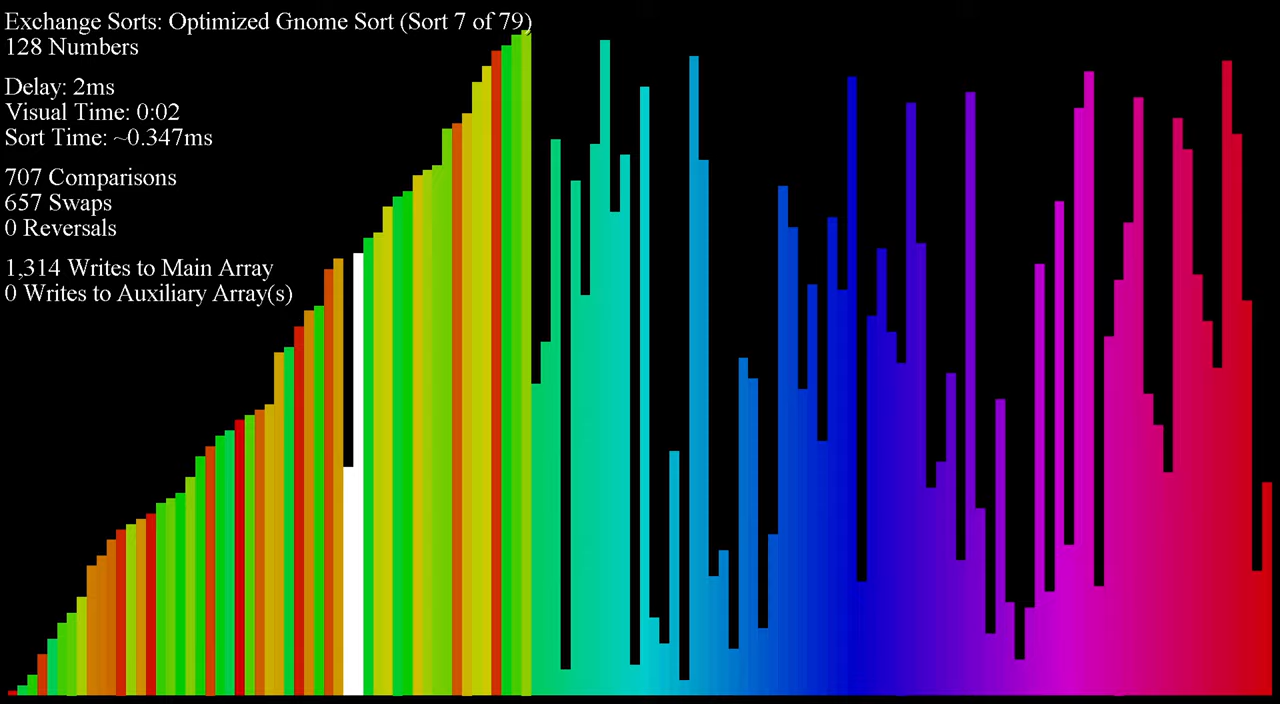 Exchange Sorts: Optimized Gnome Sort (Sort 7 of 79)
128 Numbers
Delay: 2ms
Visual Time: 0:02
Sort Time: ~0.347ms
707 Comparisons
657 Swaps
0 Reversals
1,314 Writes to Main Array
0 Writes to Auxiliary Array(s)